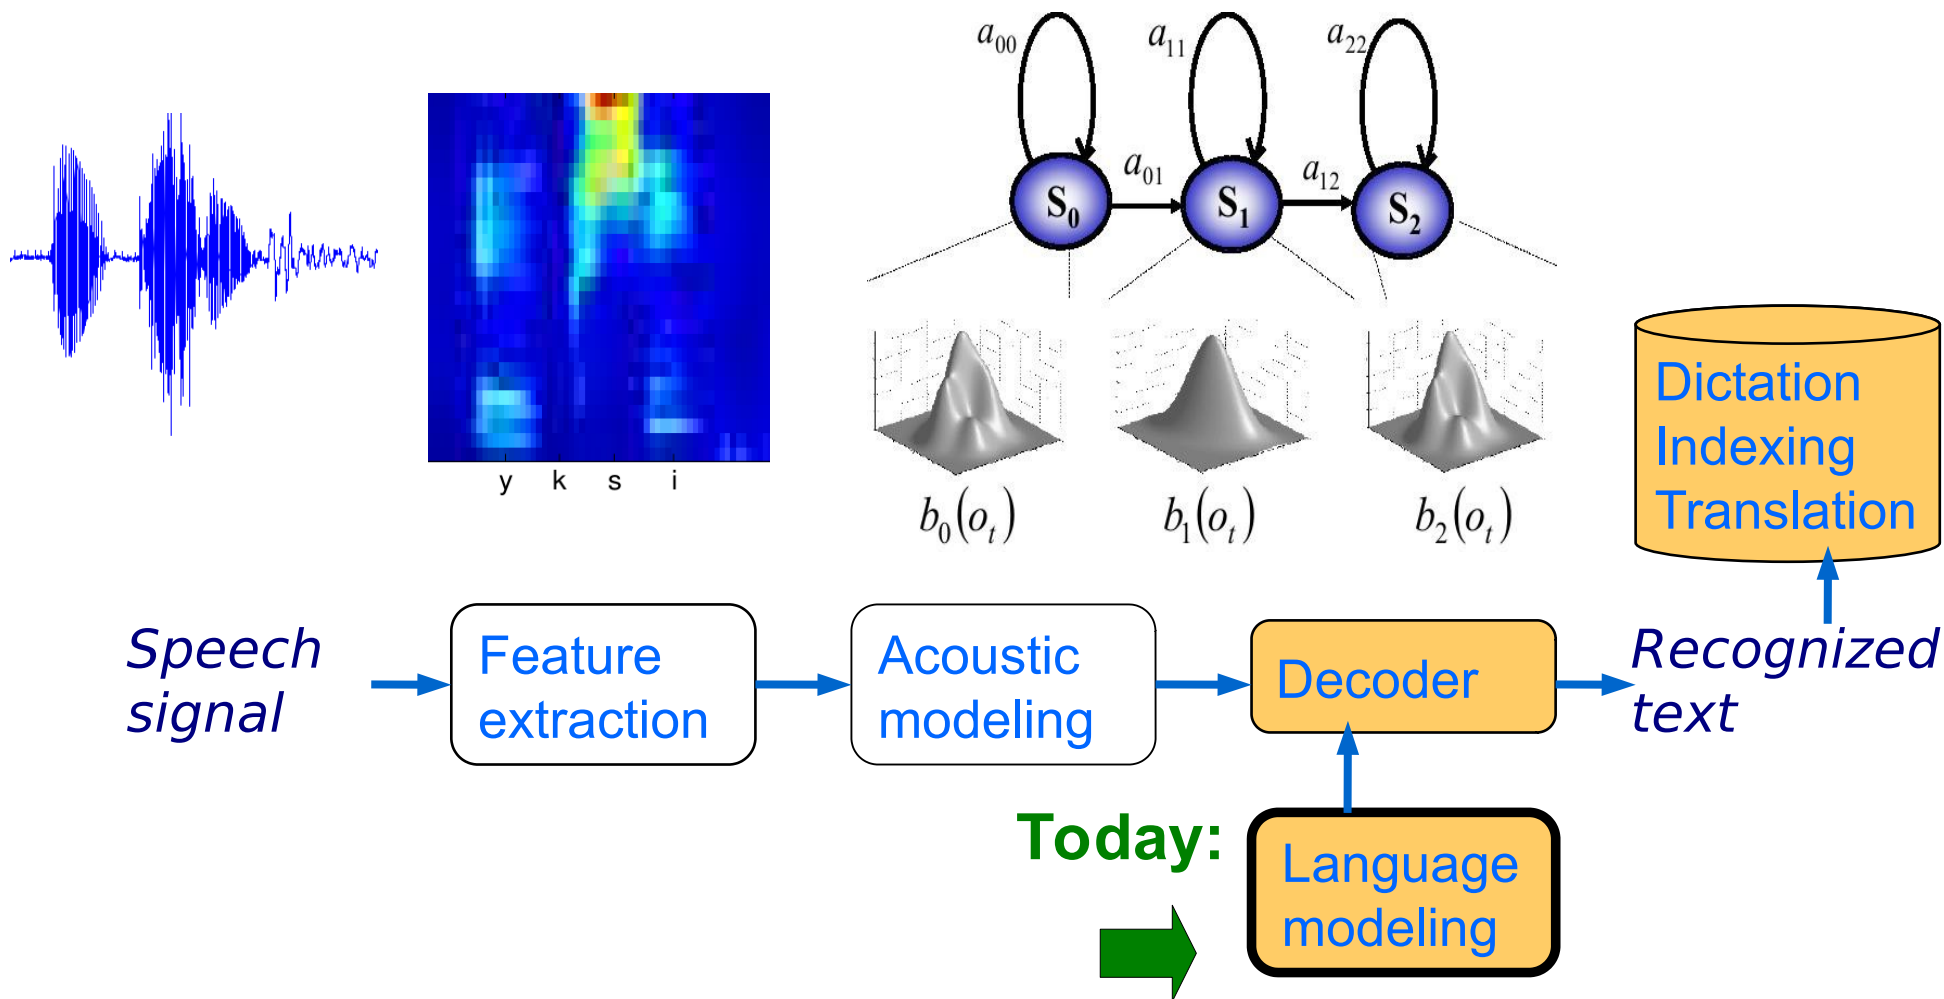 a₀₀ a₁₁ a₂₂
a₀₁ a₁₂
S₀ S₁ S₂
y k s i
b₀(oₜ) b₁(oₜ) b₂(oₜ)
Dictation
Indexing
Translation
Speech
signal
Feature
extraction
Acoustic
modeling
Decoder
Recognized
text
Today:
Language
modeling